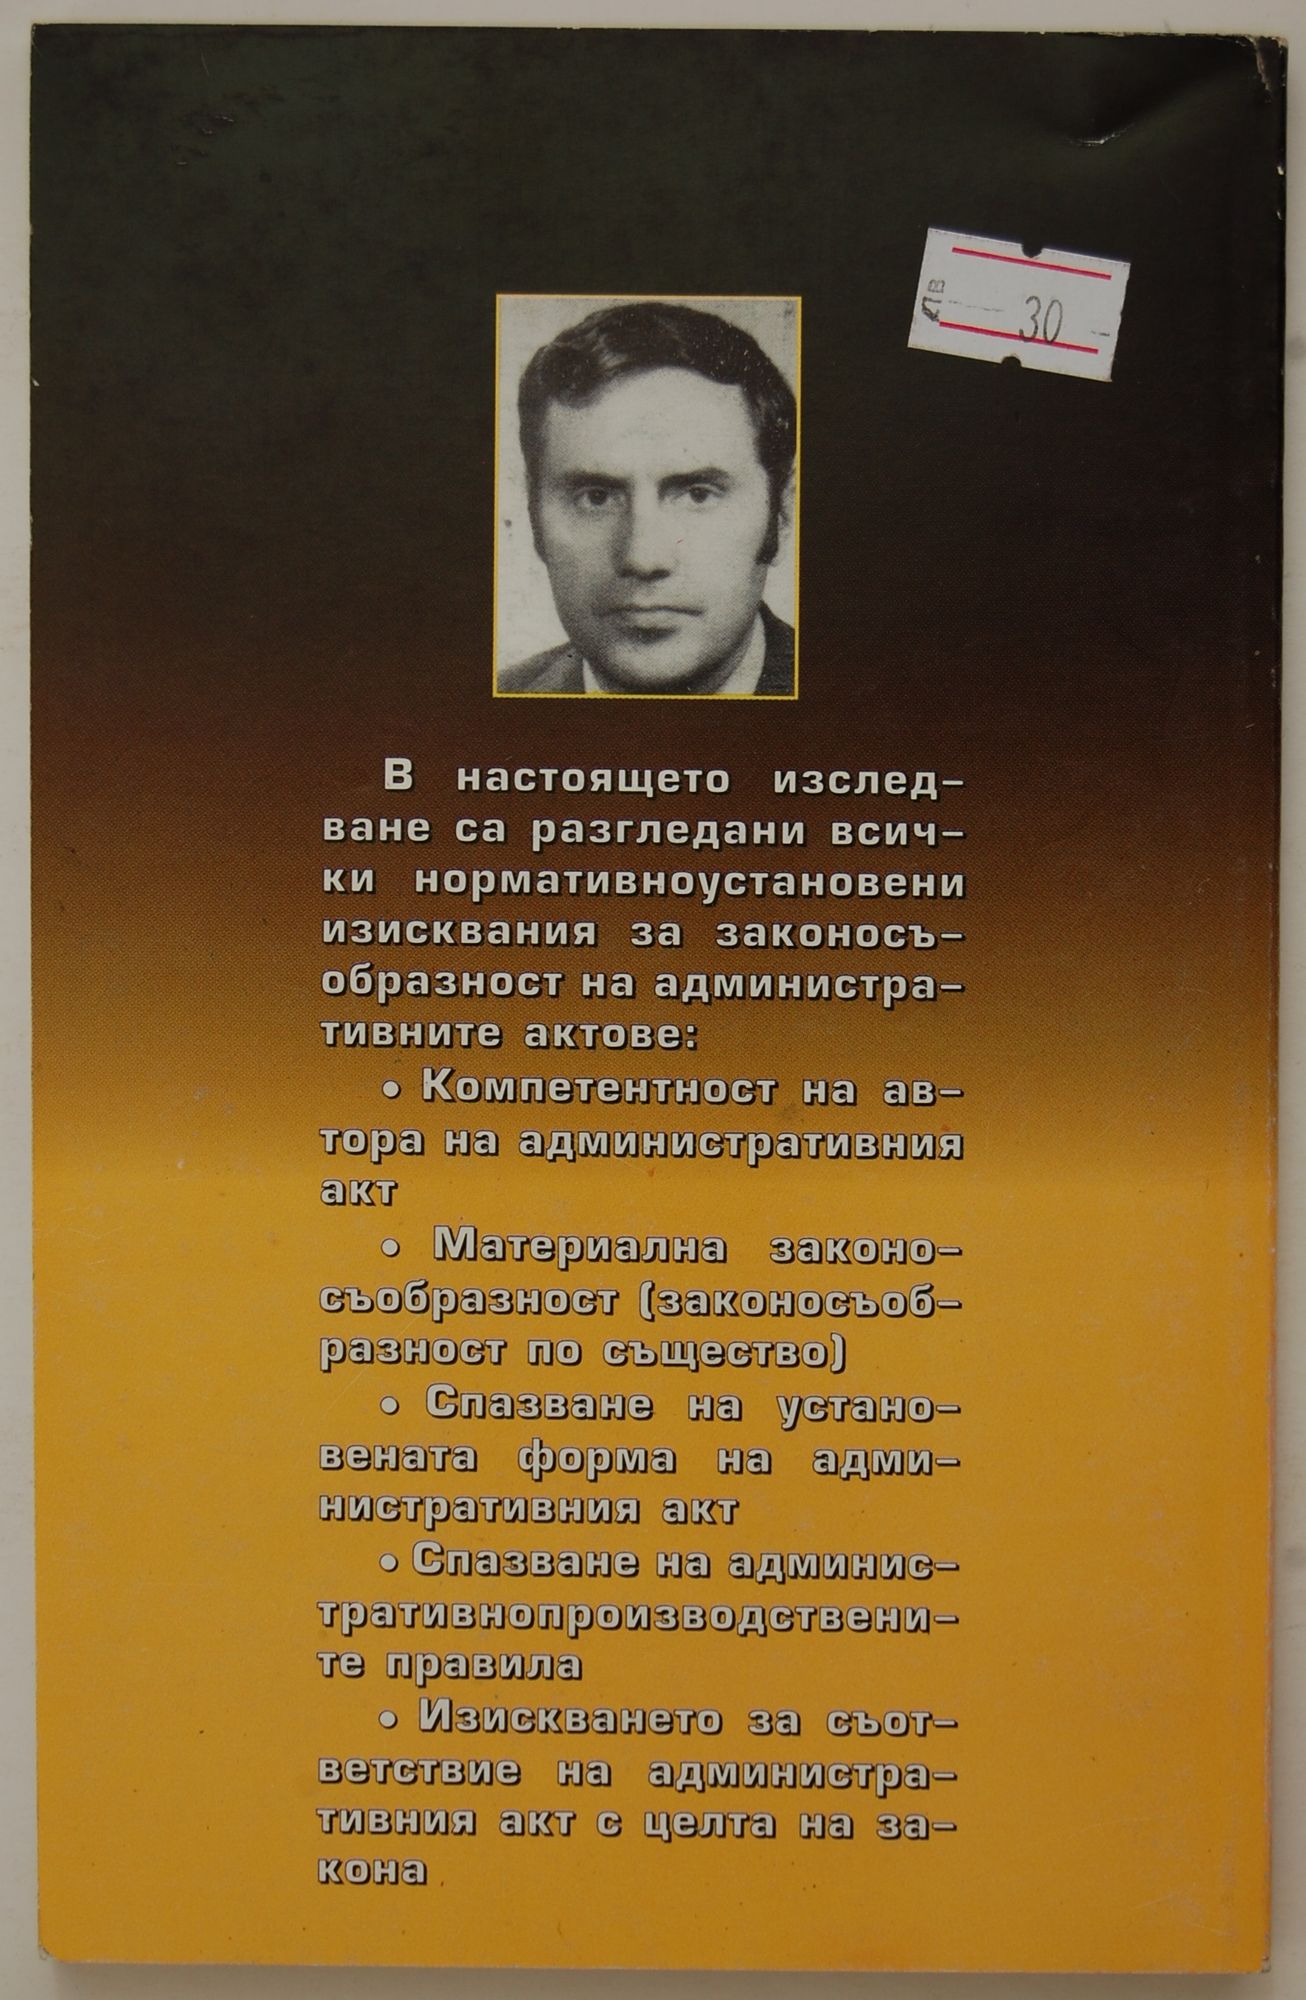 ЛВ 30
В настоящето изслед-
ване са разгледани всич-
ки нормативноустановени
изисквания за законосъ-
образност на администра-
тивните актове:
• Компетентност на ав-
тора на административния
акт
• Материална законо-
съобразност (законосъоб-
разност по същество)
• Спазване на устано-
вената форма на адми-
нистративния акт
• Спазване на админис-
тративнопроизводствени-
те правила
• Изискването за съот-
ветствие на администра-
тивния акт с целта на за-
кона